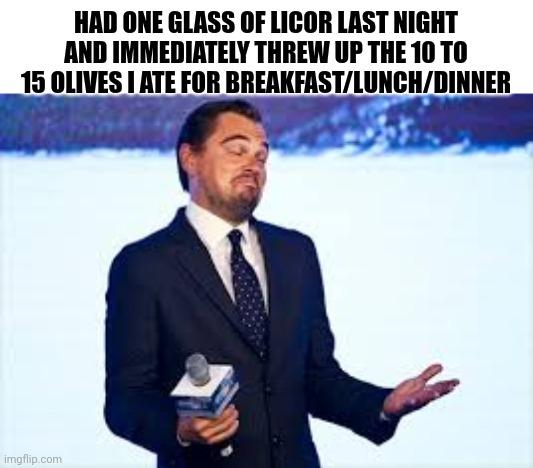 HAD ONE GLASS OF LICOR LAST NIGHT
AND IMMEDIATELY THREW UP THE 10 TO
15 OLIVES I ATE FOR BREAKFAST/LUNCH/DINNER
imgflip.com